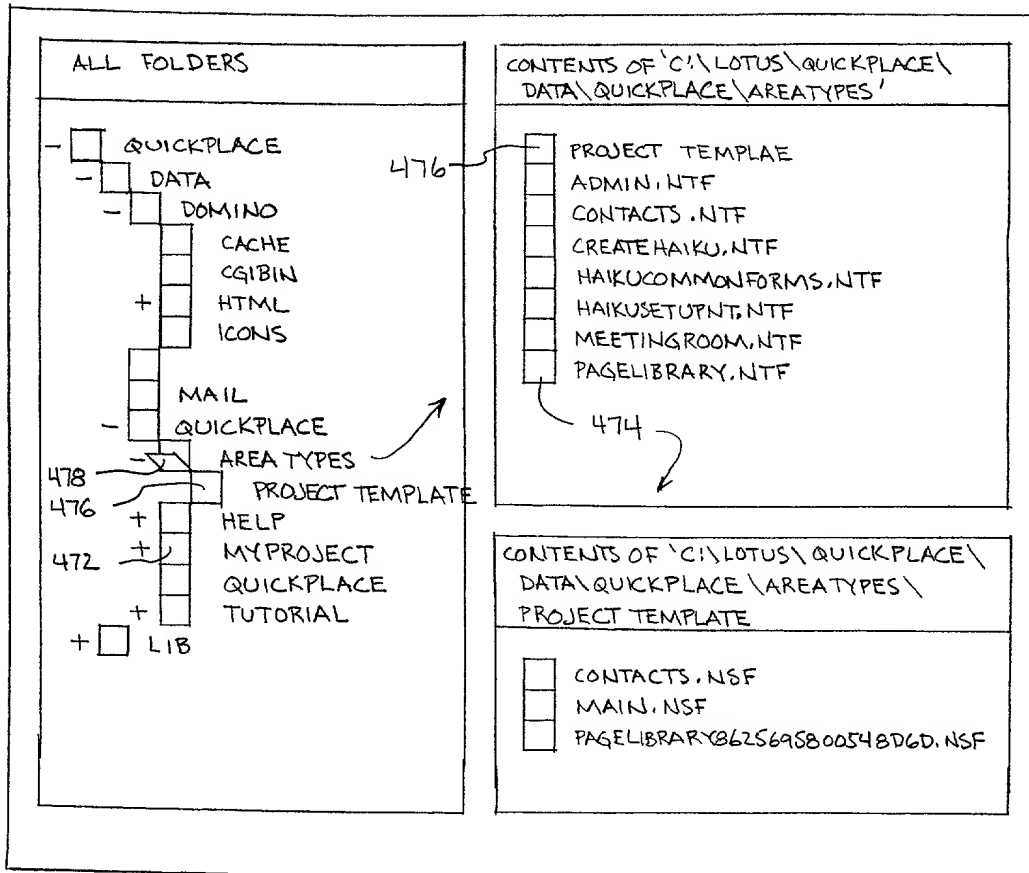 ALL FOLDERS
- QUICKPLACE
- DATA
- DOMINO
CACHE
CGIBIN
+ HTML
ICONS
MAIL
- QUICKPLACE
- AREA TYPES
478
476
PROJECT TEMPLATE
+ HELP
472
+ MYPROJECT
QUICKPLACE
+ TUTORIAL
+ LIB
CONTENTS OF 'C:\LOTUS\QUICKPLACE\
DATA\QUICKPLACE\AREATYPES'
476
PROJECT TEMPLAE
ADMIN.NTF
CONTACTS.NTF
CREATEHAIKU.NTF
HAIKUCOMMONFORMS.NTF
HAIKUSETUPNT.NTF
MEETINGROOM.NTF
PAGELIBRARY.NTF
474
CONTENTS OF 'C:\LOTUS\QUICKPLACE\
DATA\QUICKPLACE\AREATYPES\
PROJECT TEMPLATE
CONTACTS.NSF
MAIN.NSF
PAGELIBRARY8625695800548D6D.NSF